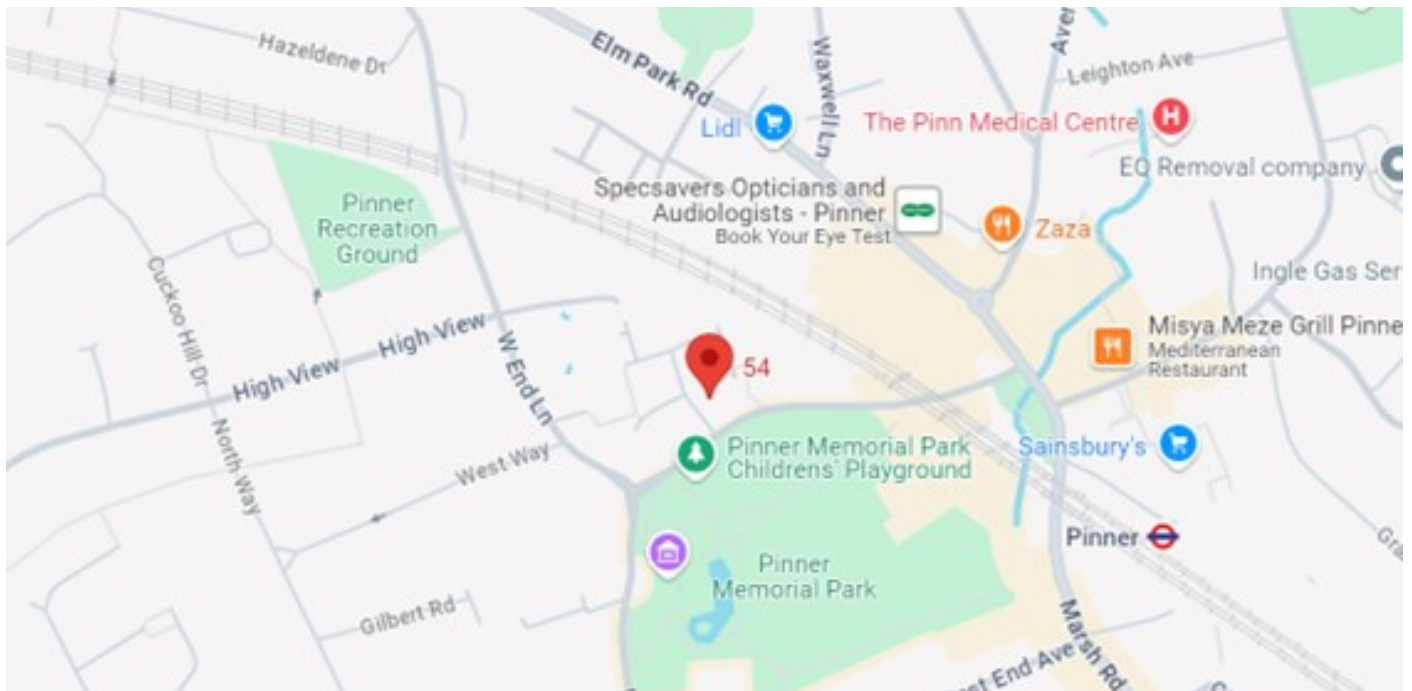 Hazeldene Dr
Elm Park Rd
Waxwell Ln
Leighton Ave
Lidl
The Pinn Medical Centre
EO Removal company
Specsavers Opticians and
Audiologists - Pinner
Book Your Eye Test
Zaza
Pinner
Recreation
Ground
Cuckoo Hill Dr
Ingle Gas Ser
High View
High View
W End Ln
Misya Meze Grill Pinne
Mediterranean
Restaurant
54
North Way
West Way
Pinner Memorial Park
Childrens' Playground
Sainsbury's
Pinner
Pinner
Memorial Park
Gilbert Rd
Marsh Rd
End Ave